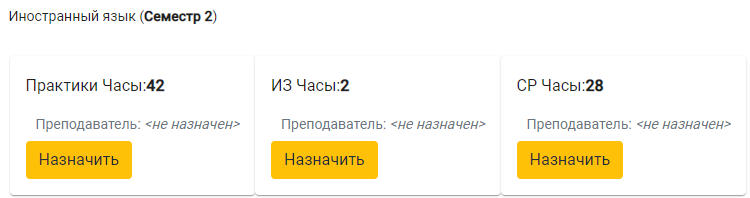 Иностранный язык (Семестр 2)
Практики Часы:42
Преподаватель: <не назначен>
Назначить
ИЗ Часы:2
Преподаватель: <не назначен>
Назначить
СР Часы:28
Преподаватель: <не назначен>
Назначить